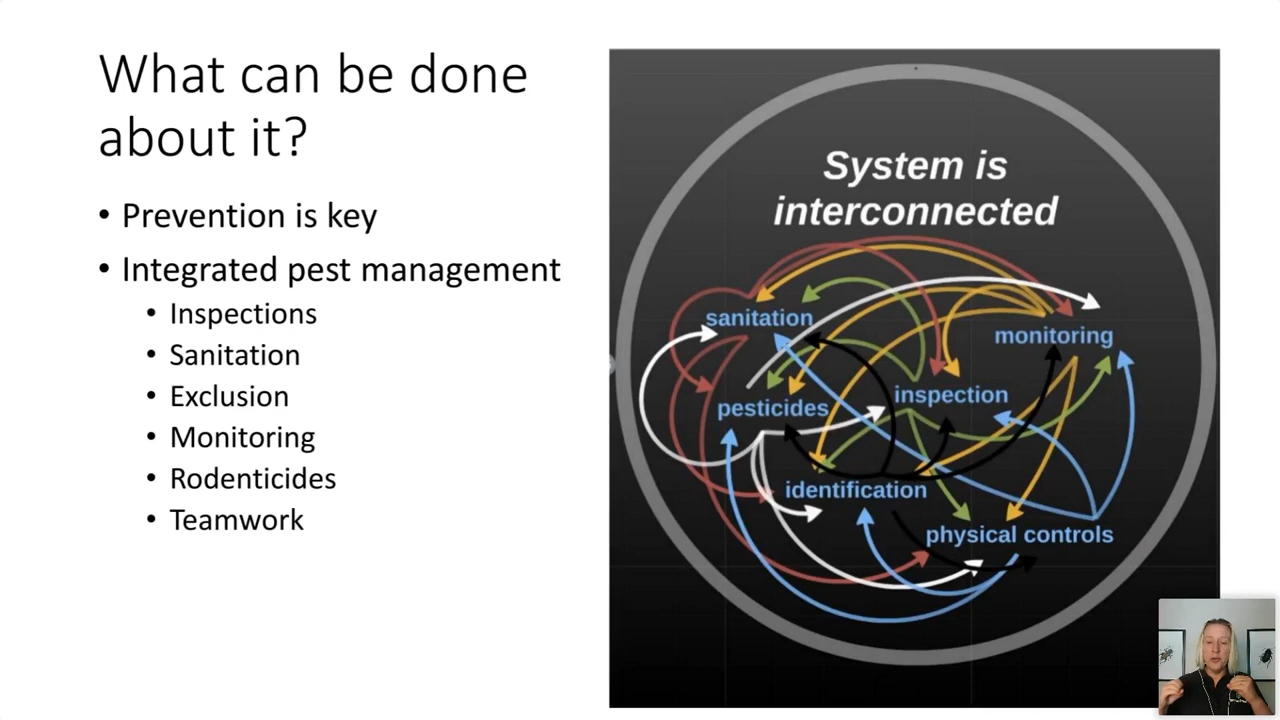 What can be done
about it?
• Prevention is key
• Integrated pest management
• Inspections
• Sanitation
• Exclusion
• Monitoring
• Rodenticides
• Teamwork
System is
interconnected
sanitation
monitoring
pesticides
inspection
identification
physical controls